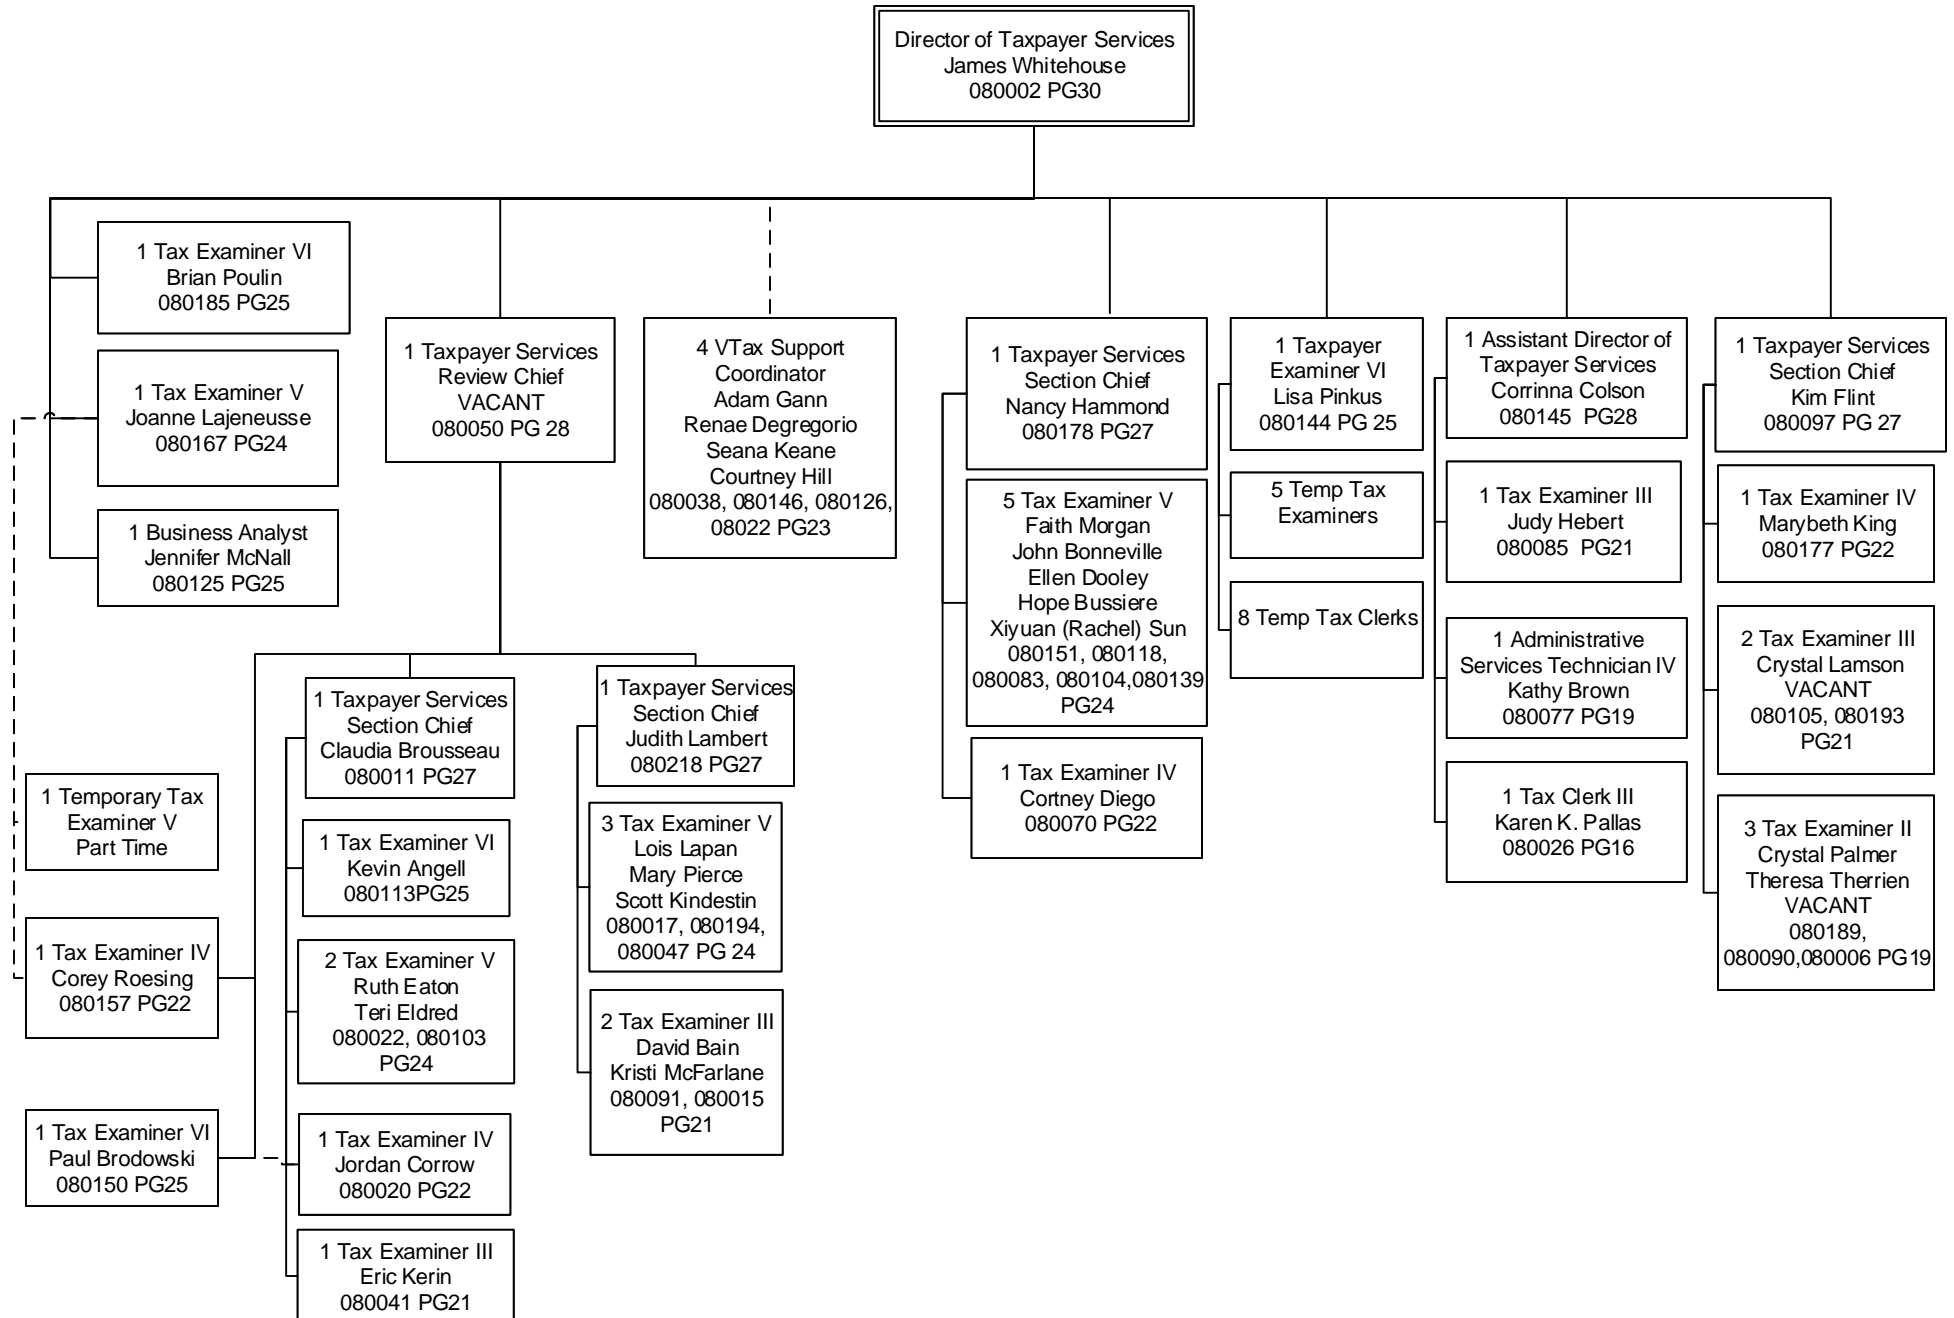 Director of Taxpayer Services
James Whitehouse
080002 PG30
1 Tax Examiner VI
Brian Poulin
080185 PG25
1 Tax Examiner V
Joanne Lajeneusse
080167 PG24
1 Business Analyst
Jennifer McNall
080125 PG25
1 Taxpayer Services
Review Chief
VACANT
080050 PG 28
4 VTax Support
Coordinator
Adam Gann
Renae Degregorio
Seana Keane
Courtney Hill
080038, 080146, 080126,
08022 PG23
1 Taxpayer Services
Section Chief
Nancy Hammond
080178 PG27
5 Tax Examiner V
Faith Morgan
John Bonneville
Ellen Dooley
Hope Bussiere
Xiyuan (Rachel) Sun
080151, 080118,
080083, 080104,080139
PG24
1 Tax Examiner IV
Cortney Diego
080070 PG22
1 Taxpayer
Examiner VI
Lisa Pinkus
080144 PG 25
5 Temp Tax
Examiners
8 Temp Tax Clerks
1 Assistant Director of
Taxpayer Services
Corrinna Colson
080145 PG28
1 Tax Examiner III
Judy Hebert
080085 PG21
1 Administrative
Services Technician IV
Kathy Brown
080077 PG19
1 Tax Clerk III
Karen K. Pallas
080026 PG16
1 Taxpayer Services
Section Chief
Kim Flint
080097 PG 27
1 Tax Examiner IV
Marybeth King
080177 PG22
2 Tax Examiner III
Crystal Lamson
VACANT
080105, 080193
PG21
3 Tax Examiner II
Crystal Palmer
Theresa Therrien
VACANT
080189,
080090,080006 PG19
1 Temporary Tax
Examiner V
Part Time
1 Tax Examiner IV
Corey Roesing
080157 PG22
1 Tax Examiner VI
Paul Brodowski
080150 PG25
1 Taxpayer Services
Section Chief
Claudia Brousseau
080011 PG27
1 Tax Examiner VI
Kevin Angell
080113PG25
2 Tax Examiner V
Ruth Eaton
Teri Eldred
080022, 080103
PG24
1 Tax Examiner IV
Jordan Corrow
080020 PG22
1 Tax Examiner III
Eric Kerin
080041 PG21
1 Taxpayer Services
Section Chief
Judith Lambert
080218 PG27
3 Tax Examiner V
Lois Lapan
Mary Pierce
Scott Kindestin
080017, 080194,
080047 PG 24
2 Tax Examiner III
David Bain
Kristi McFarlane
080091, 080015
PG21